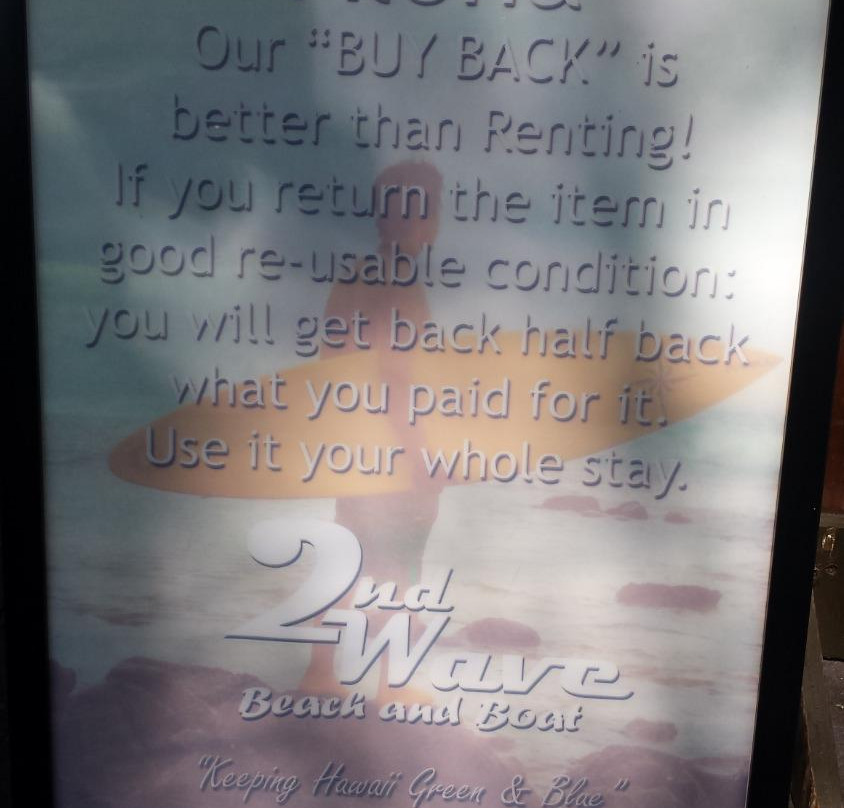 Our “BUY BACK” is
better than Renting!
If you return the item in
good re-usable condition:
you will get back half back
what you paid for it.
Use it your whole stay.
2nd
Wave
Beach and Boat
"Keeping Hawaii Green & Blue"